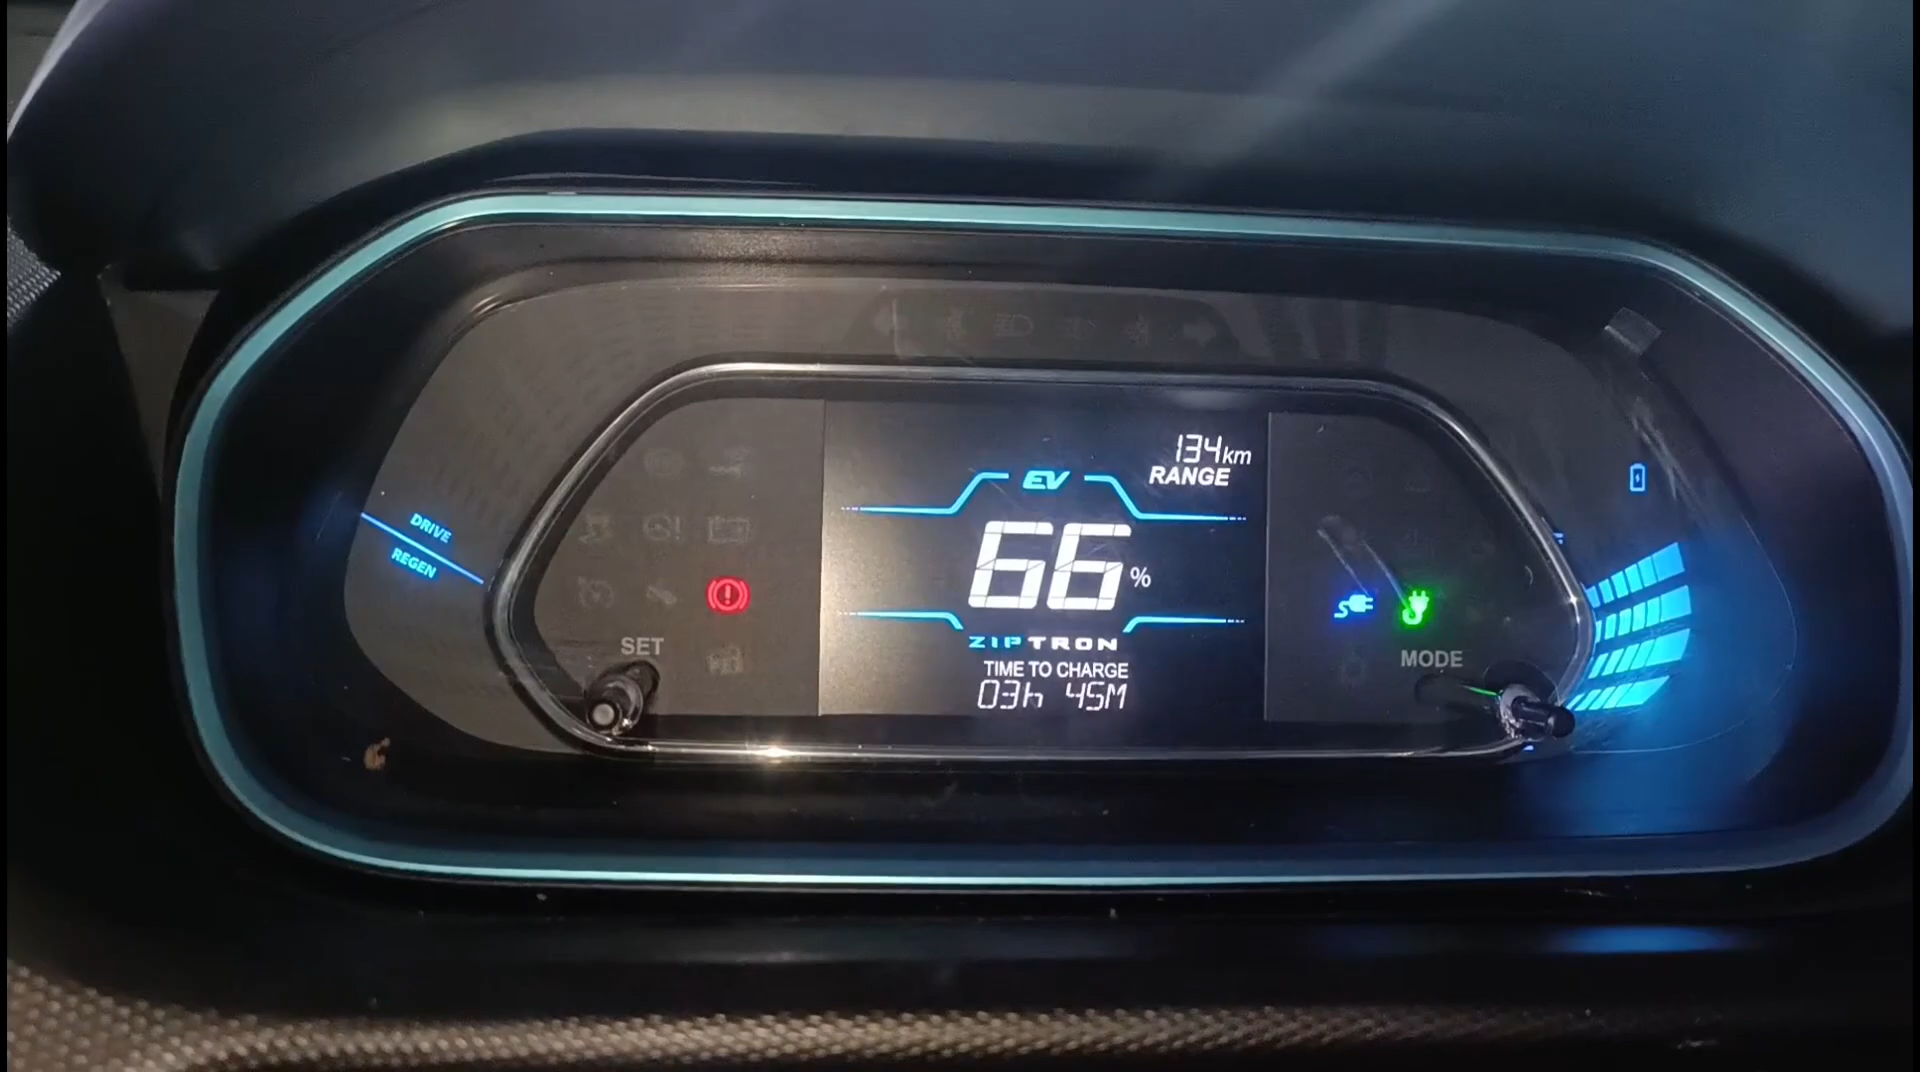 134km
RANGE
EV
DRIVE
REGEN
66%
ZIPTRON
SET
TIME TO CHARGE
MODE
03h 45M